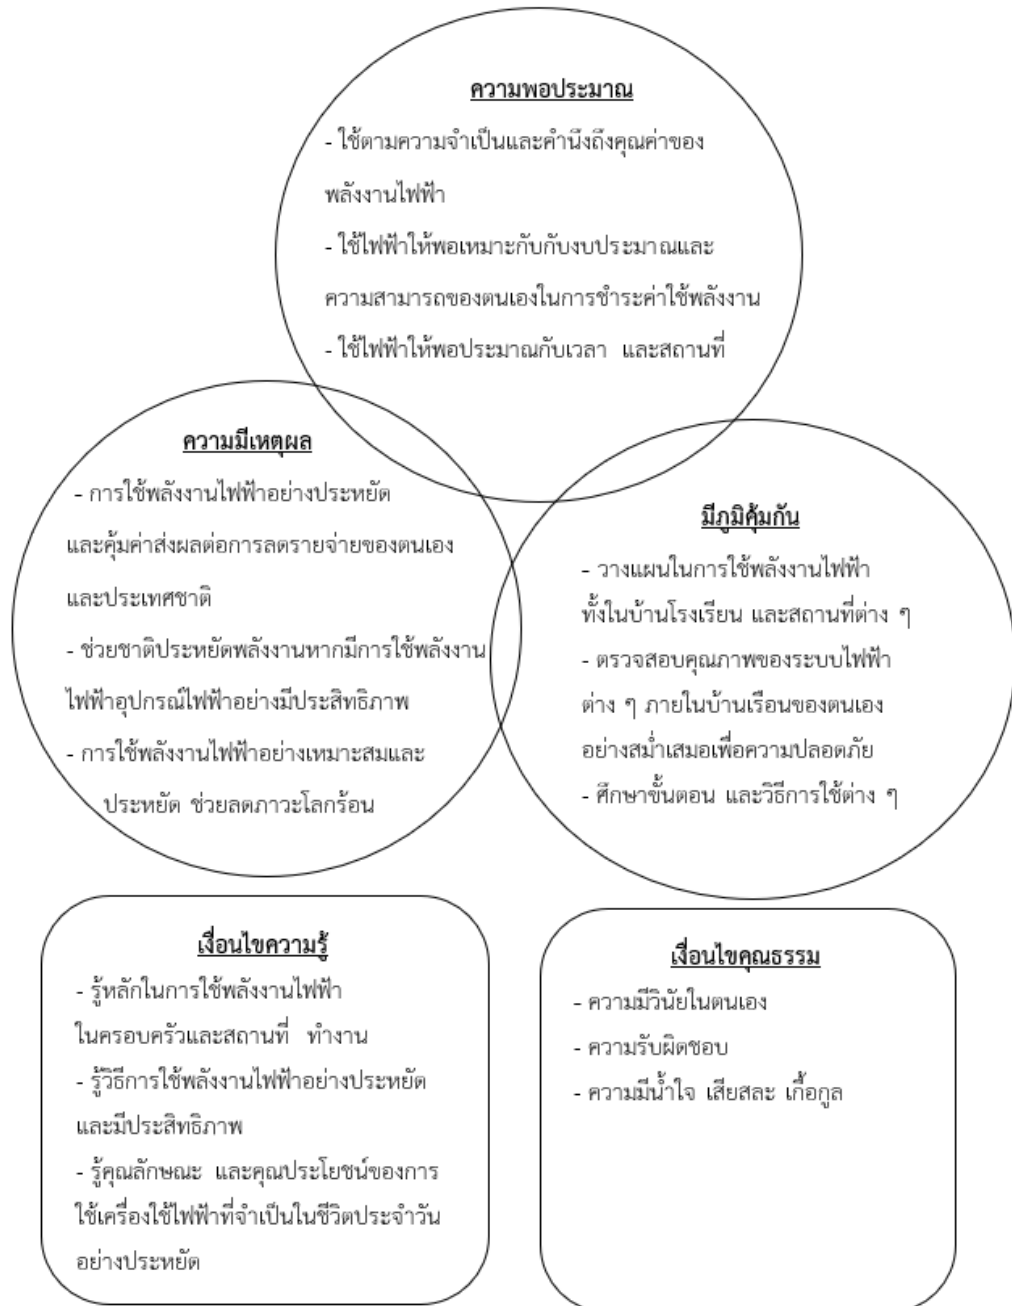 ความพอประมาณ
- ใช้ตามความจำเป็นและคำนึงถึงคุณค่าของ
พลังงานไฟฟ้า
- ใช้ไฟฟ้าให้พอเหมาะกับกับงบประมาณและ
ความสามารถของตนเองในการชำระค่าใช้พลังงาน
- ใช้ไฟฟ้าให้พอประมาณกับเวลา และสถานที่
ความมีเหตุผล
- การใช้พลังงานไฟฟ้าอย่างประหยัด
และคุ้มค่าส่งผลต่อการลดรายจ่ายของตนเอง
และประเทศชาติ
- ช่วยชาติประหยัดพลังงานหากมีการใช้พลังงาน
ไฟฟ้าอุปกรณ์ไฟฟ้าอย่างมีประสิทธิภาพ
- การใช้พลังงานไฟฟ้าอย่างเหมาะสมและ
ประหยัด ช่วยลดภาวะโลกร้อน
มีภูมิคุ้มกัน
- วางแผนในการใช้พลังงานไฟฟ้า
ทั้งในบ้านโรงเรียน และสถานที่ต่าง ๆ
- ตรวจสอบคุณภาพของระบบไฟฟ้า
ต่าง ๆ ภายในบ้านเรือนของตนเอง
อย่างสม่ำเสมอเพื่อความปลอดภัย
- ศึกษาขั้นตอน และวิธีการใช้ต่าง ๆ
เงื่อนไขความรู้
- รู้หลักในการใช้พลังงานไฟฟ้า
ในครอบครัวและสถานที่ ทำงาน
- รู้วิธีการใช้พลังงานไฟฟ้าอย่างประหยัด
และมีประสิทธิภาพ
- รู้คุณลักษณะ และคุณประโยชน์ของการ
ใช้เครื่องใช้ไฟฟ้าที่จำเป็นในชีวิตประจำวัน
อย่างประหยัด
เงื่อนไขคุณธรรม
- ความมีวินัยในตนเอง
- ความรับผิดชอบ
- ความมีน้ำใจ เสียสละ เกื้อกูล